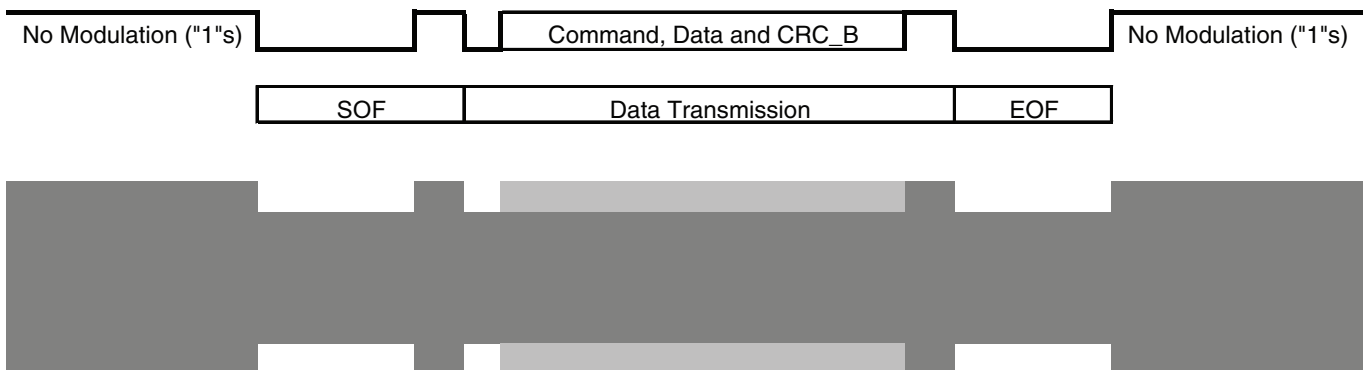 No Modulation ("1"s) Command, Data and CRC_B No Modulation ("1"s)
SOF Data Transmission EOF